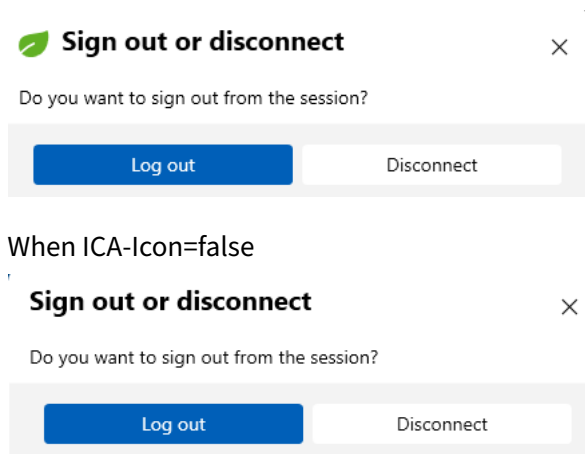 Sign out or disconnect
Do you want to sign out from the session?
Log out Disconnect
When ICA-Icon=false
Sign out or disconnect
Do you want to sign out from the session?
Log out Disconnect